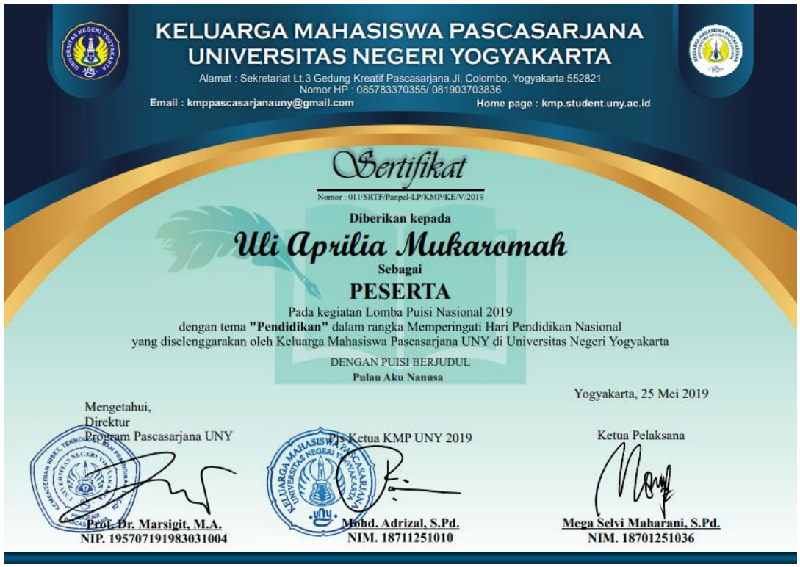 KELUARGA MAHASISWA PASCASARJANA
UNIVERSITAS NEGERI YOGYAKARTA
Alamat : Sekretariat Lt.3 Gedung Kreatif Pascasarjana Jl. Colombo, Yogyakarta 552821
Nomor HP : 085783370355/ 081903703836
Email : kmppascasarjanauny@gmail.com Home page : kmp.student.uny.ac.id
Sertifikat
Nomor : 011/SRTF/Panpel-LP/KMP/KE/V/2019
Diberikan kepada
Uli Aprilia Mukaromah
Sebagai
PESERTA
Pada kegiatan Lomba Puisi Nasional 2019
dengan tema "Pendidikan" dalam rangka Memperingati Hari Pendidikan Nasional
yang diselenggarakan oleh Keluarga Mahasiswa Pascasarjana UNY di Universitas Negeri Yogyakarta
DENGAN PUISI BERJUDUL
Pulau Aku Nanusa
Yogyakarta, 25 Mei 2019
Mengetahui,
Direktur
Program Pascasarjana UNY
Prof. Dr. Marsigit, M.A.
NIP. 195707191983031004
Pjs Ketua KMP UNY 2019
Mohd. Adrizal, S.Pd.
NIM. 18711251010
Ketua Pelaksana
Mega Selvi Maharani, S.Pd.
NIM. 18701251036